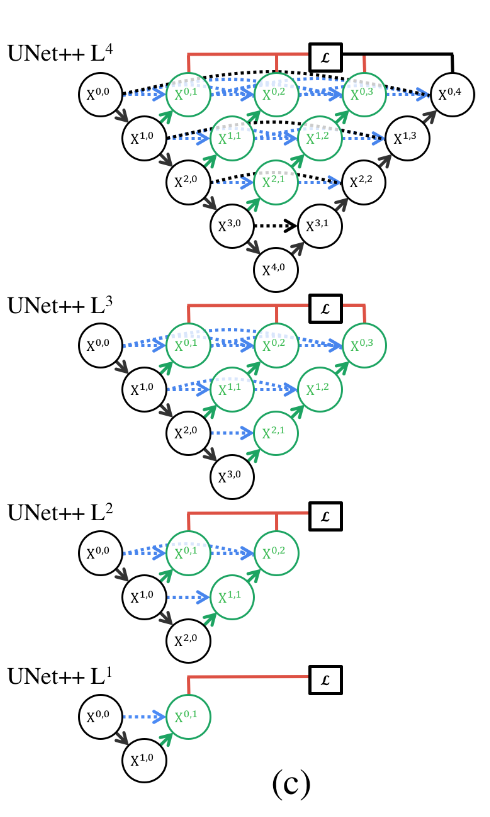 UNet++ L⁴
ℒ
X⁰,⁰ X⁰,¹ X⁰,² X⁰,³ X⁰,⁴
X¹,⁰ X¹,¹ X¹,² X¹,³
X²,⁰ X²,¹ X²,²
X³,⁰ X³,¹
X⁴,⁰
UNet++ L³
ℒ
X⁰,⁰ X⁰,¹ X⁰,² X⁰,³
X¹,⁰ X¹,¹ X¹,²
X²,⁰ X²,¹
X³,⁰
UNet++ L²
ℒ
X⁰,⁰ X⁰,¹ X⁰,²
X¹,⁰ X¹,¹
X²,⁰
UNet++ L¹
ℒ
X⁰,⁰ X⁰,¹
X¹,⁰
(c)